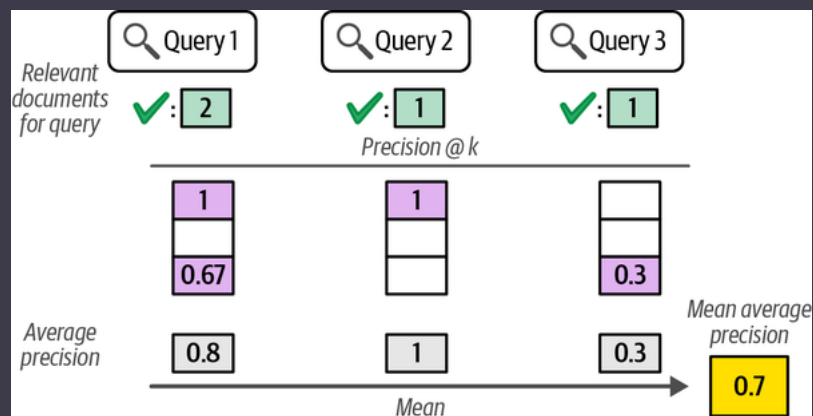 Query 1
Query 2
Query 3
Relevant
documents
for query
: 2
: 1
: 1
Precision @ k
1
1
0.67
0.3
Average
precision
0.8
1
0.3
Mean average
precision
0.7
Mean